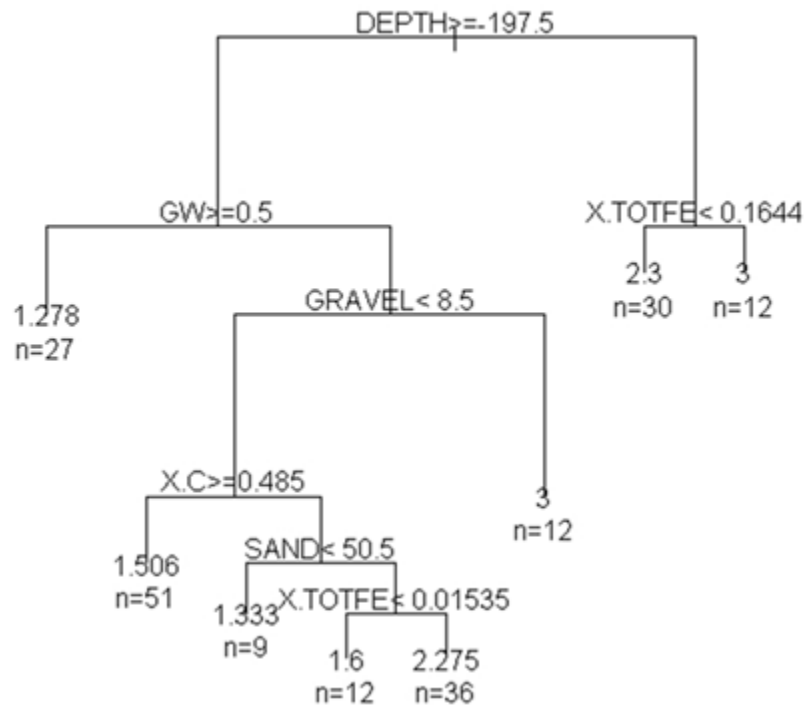 DEPTH>=-197.5
GW>=0.5
X.TOTFE< 0.1644
2.3
n=30
3
n=12
1.278
n=27
GRAVEL< 8.5
X.C>=0.485
3
n=12
1.506
n=51
SAND< 50.5
1.333
n=9
X.TOTFE< 0.01535
1.6
n=12
2.275
n=36